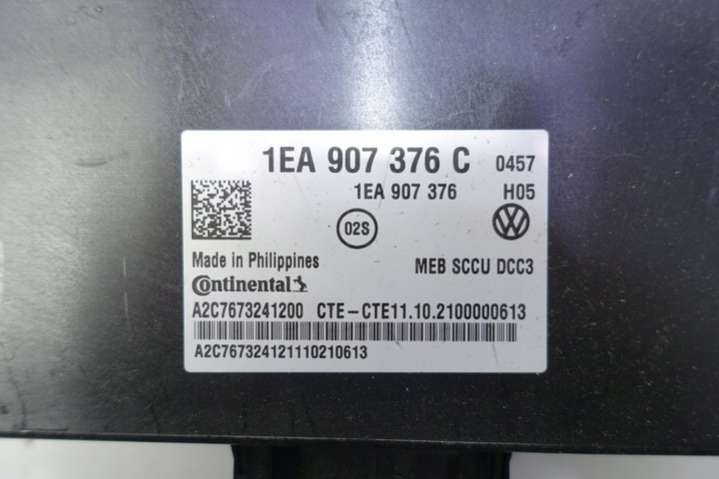 1EA 907 376 C 0457
1EA 907 376 H05
02S
Made in Philippines
MEB SCCU DCC3
Continental
A2C7673241200 CTE-CTE11.10.2100000613
A2C767324121110210613